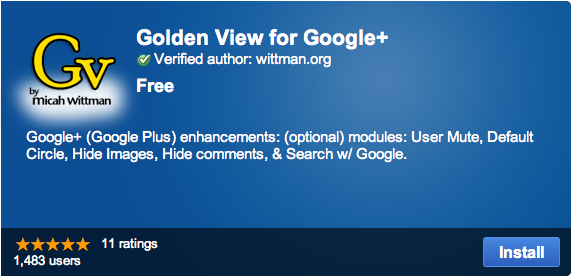 Gv
by
Micah Wittman
Golden View for Google+
Verified author: wittman.org
Free
Google+ (Google Plus) enhancements: (optional) modules: User Mute, Default
Circle, Hide Images, Hide comments, & Search w/ Google.
11 ratings
1,483 users
Install